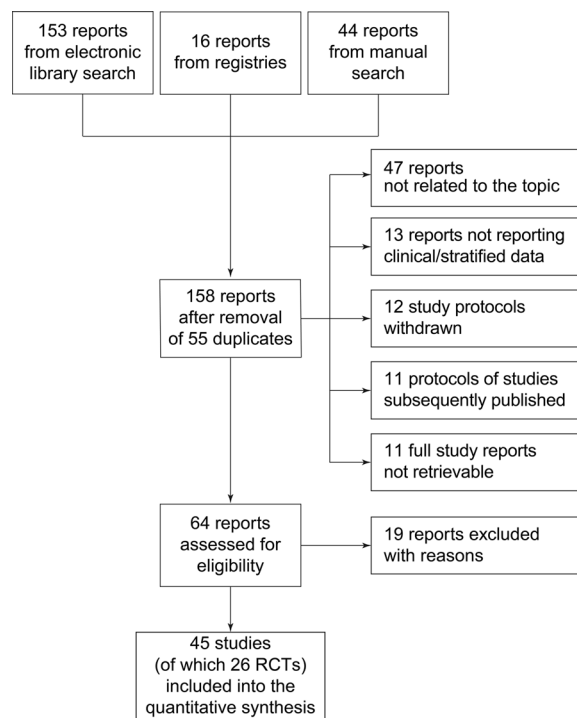 153 reports
from electronic
library search
16 reports
from registries
44 reports
from manual
search
47 reports
not related to the topic
13 reports not reporting
clinical/stratified data
158 reports
after removal
of 55 duplicates
12 study protocols
withdrawn
11 protocols of studies
subsequently published
11 full study reports
not retrievable
64 reports
assessed for
eligibility
19 reports excluded
with reasons
45 studies
(of which 26 RCTs)
included into the
quantitative synthesis